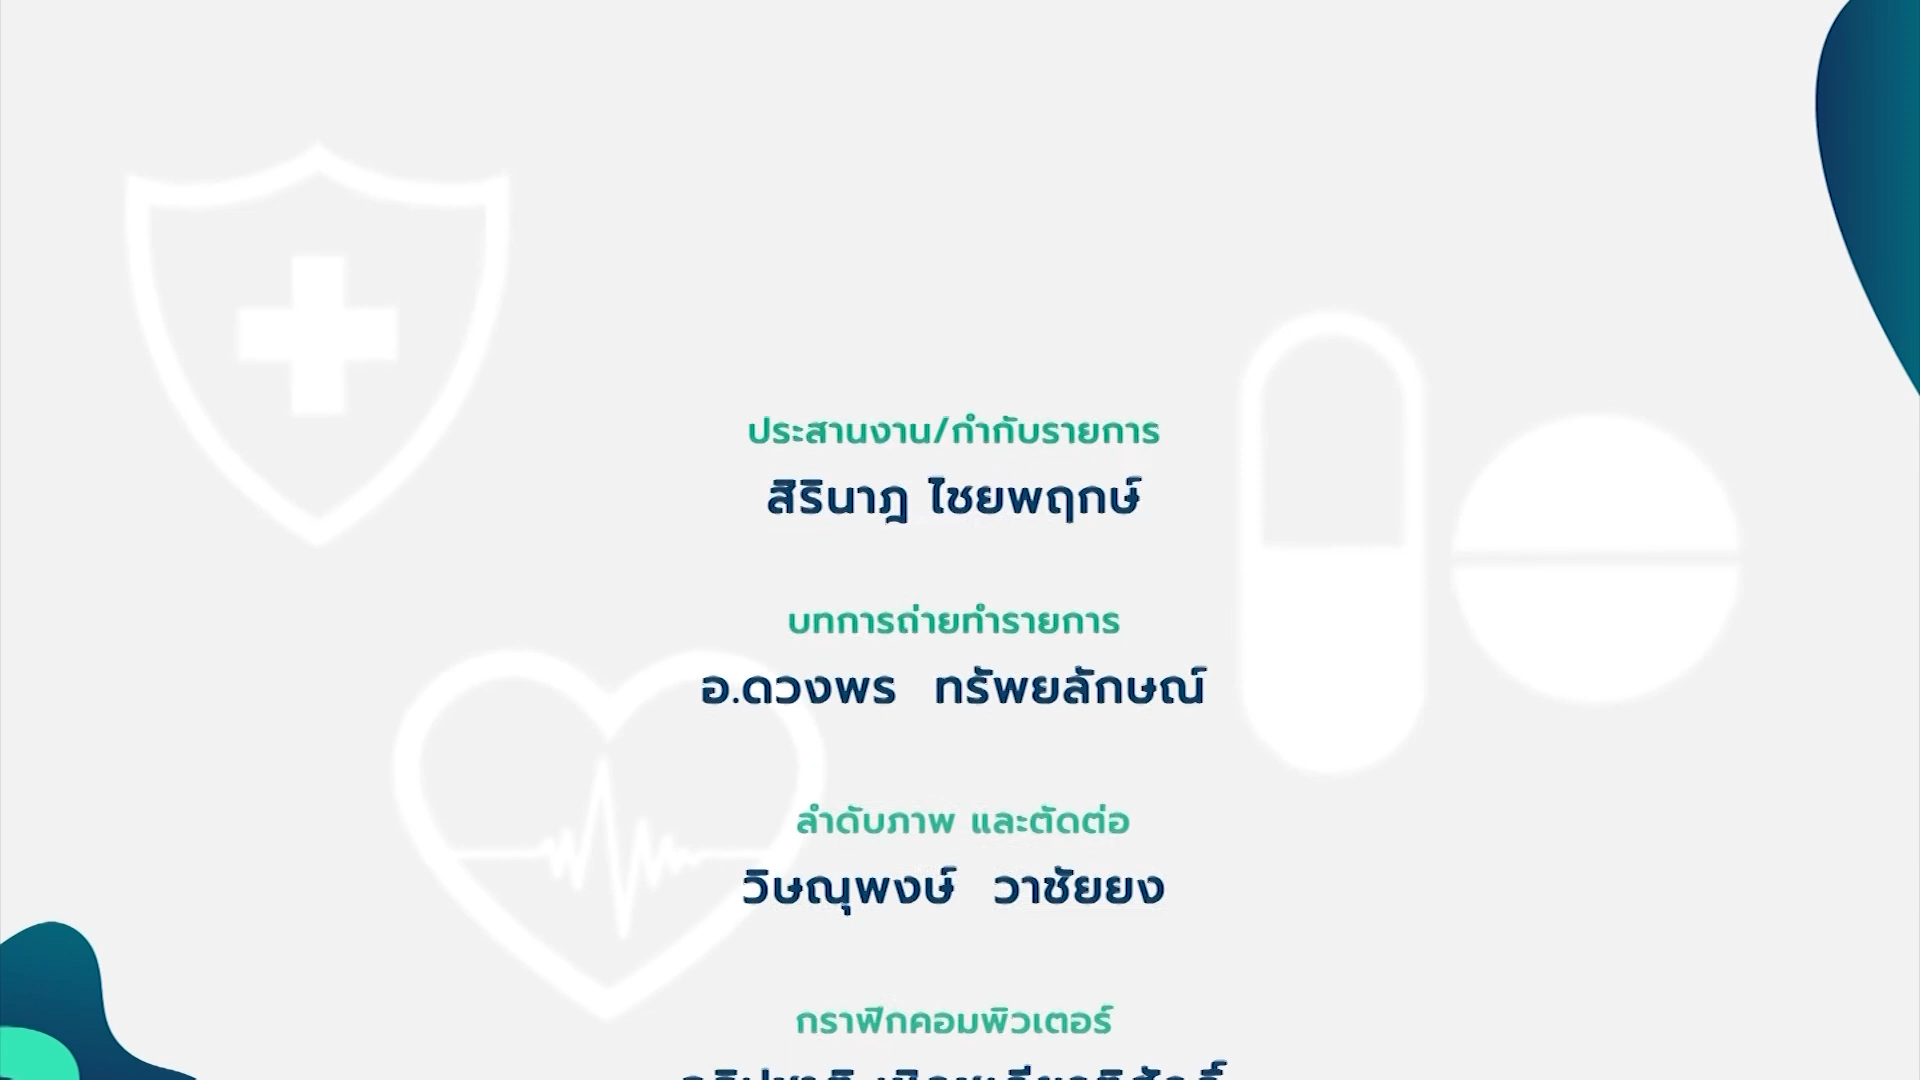 ประสานงาน/กำกับรายการ
สิรินาฎ ไชยพฤกษ์
บทการถ่ายทำรายการ
อ.ดวงพร ทรัพยลักษณ์
ลำดับภาพ และตัดต่อ
วิษณุพงษ์ วาชัยยง
กราฟิกคอมพิวเตอร์